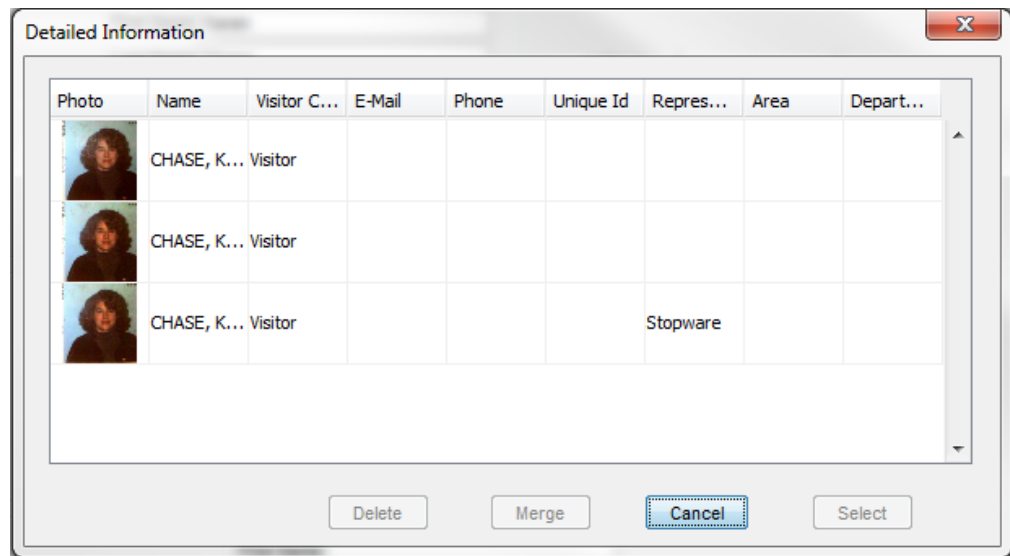 Detailed Information
Photo Name Visitor C... E-Mail Phone Unique Id Repres... Area Depart...
CHASE, K... Visitor
CHASE, K... Visitor
CHASE, K... Visitor Stopware
Delete Merge Cancel Select